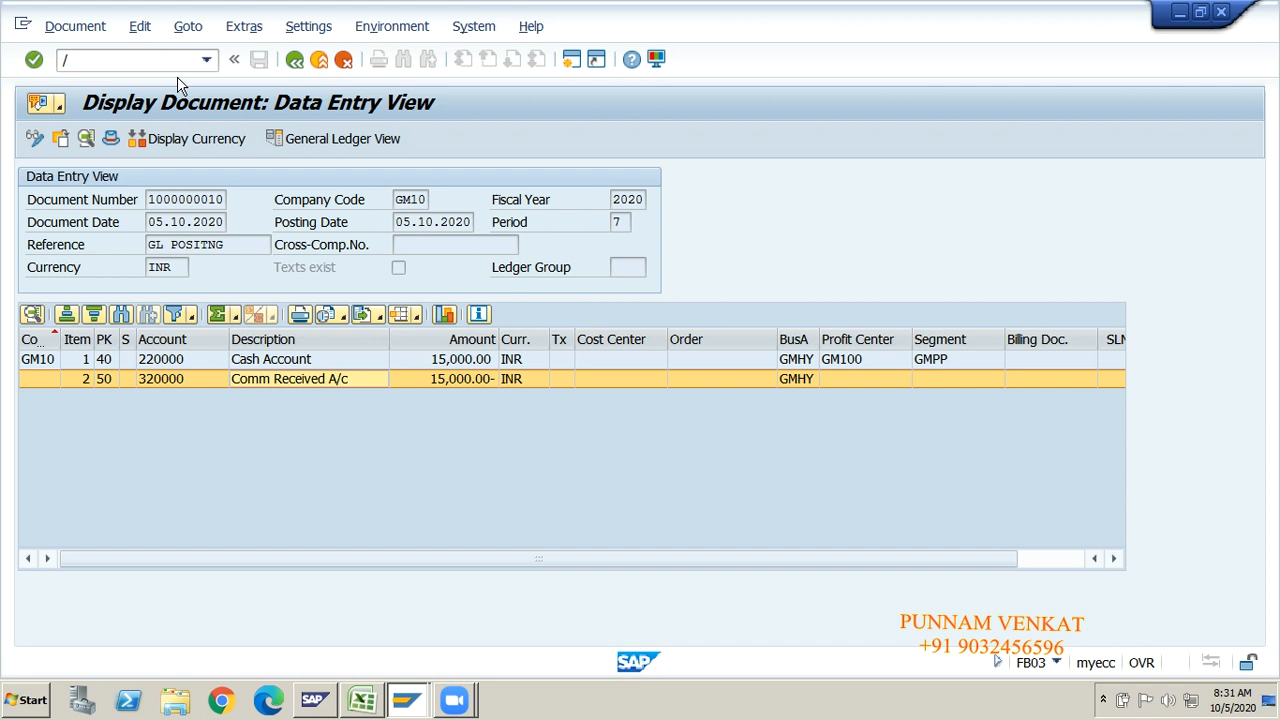 Document Edit Goto Extras Settings Environment System Help
/
Display Document: Data Entry View
Display Currency General Ledger View
Data Entry View
Document Number 1000000010 Company Code GM10 Fiscal Year 2020
Document Date 05.10.2020 Posting Date 05.10.2020 Period 7
Reference GL POSITNG Cross-Comp.No.
Currency INR Texts exist Ledger Group
Co... Item PK S Account Description Amount Curr. Tx Cost Center Order BusA Profit Center Segment Billing Doc. SLM
GM10 1 40 220000 Cash Account 15,000.00 INR GMHY GM100 GMPP
2 50 320000 Comm Received A/c 15,000.00- INR GMHY
PUNNAM VENKAT
+91 9032456596
SAP FB03 myecc OVR
Start SAP 8:31 AM
10/5/2020